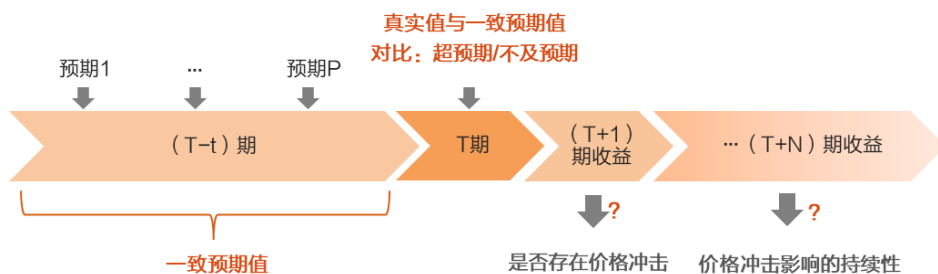 真实值与一致预期值
对比：超预期/不及预期
预期1
...
预期P
（T-t）期
T期
（T+1）
期收益
...（T+N）期收益
?
?
一致预期值
是否存在价格冲击
价格冲击影响的持续性